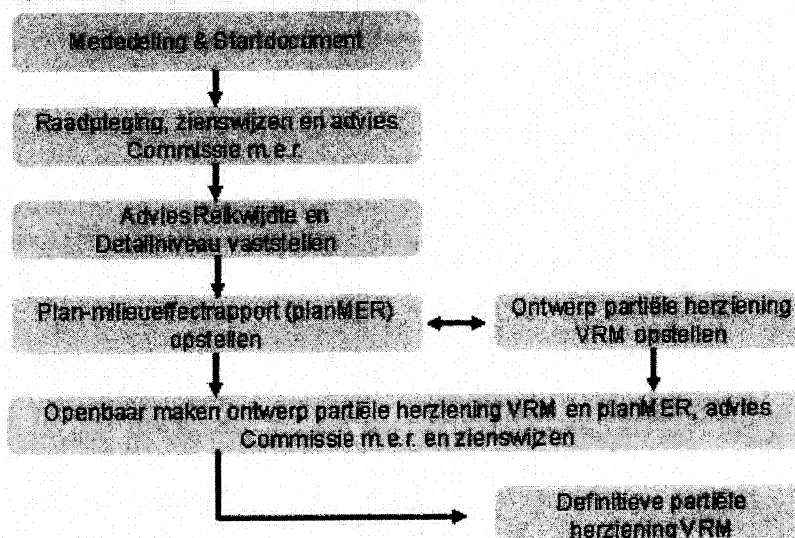 Mededeling & Startdocument
Raadpleging, zienswijzen en advies
Commissie m.e.r.
Advies Reikwijdte en
Detailniveau vaststellen
Plan-milieueffectrapport (planMER)
opstellen
Ontwerp partiële herziening
VRM opstellen
Openbaar maken ontwerp partiële herziening VRM en planMER, advies
Commissie m.e.r. en zienswijzen
Definitieve partiële
herziening VRM